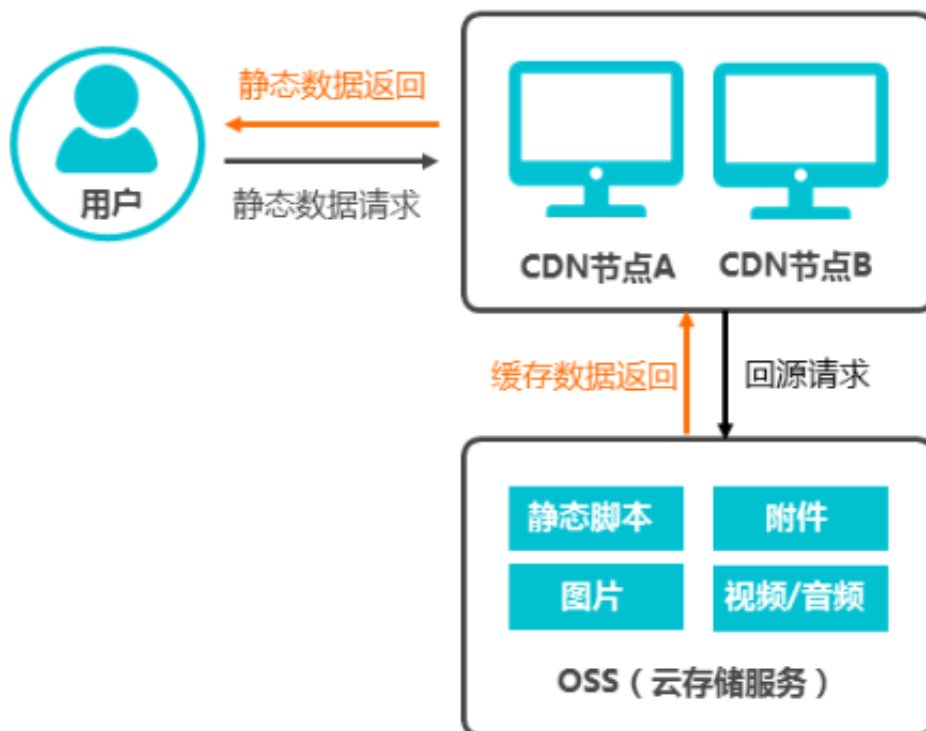 静态数据返回
用户
静态数据请求
CDN节点A
CDN节点B
缓存数据返回
回源请求
静态脚本
附件
图片
视频/音频
OSS（云存储服务）